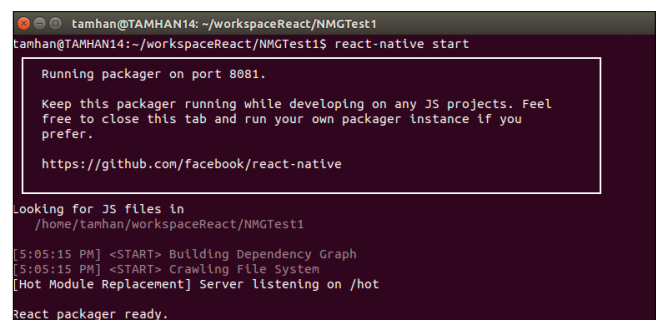 tamhan@TAMHAN14: ~/workspaceReact/NMGTest1
tamhan@TAMHAN14:~/workspaceReact/NMGTest1$ react-native start
Running packager on port 8081.
Keep this packager running while developing on any JS projects. Feel
free to close this tab and run your own packager instance if you
prefer.
https://github.com/facebook/react-native
Looking for JS files in
/home/tamhan/workspaceReact/NMGTest1
[5:05:15 PM] <START> Building Dependency Graph
[5:05:15 PM] <START> Crawling File System
[Hot Module Replacement] Server listening on /hot
React packager ready.